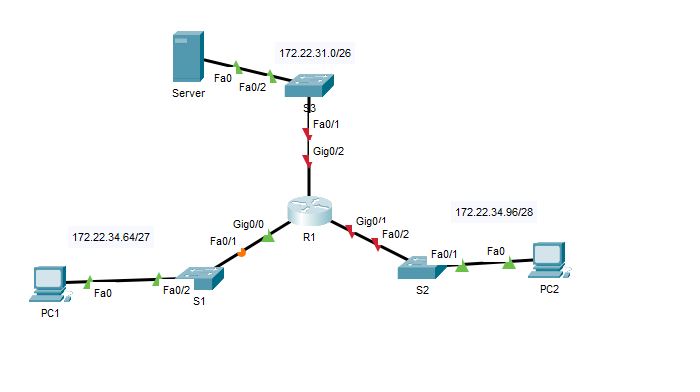 172.22.31.0/26
Fa0
Fa0/2
Server
S3
Fa0/1
Gig0/2
172.22.34.96/28
Gig0/0
Gig0/1
172.22.34.64/27
R1
Fa0/2
Fa0/1
Fa0/1
Fa0
S2
PC2
Fa0
Fa0/2
S1
PC1